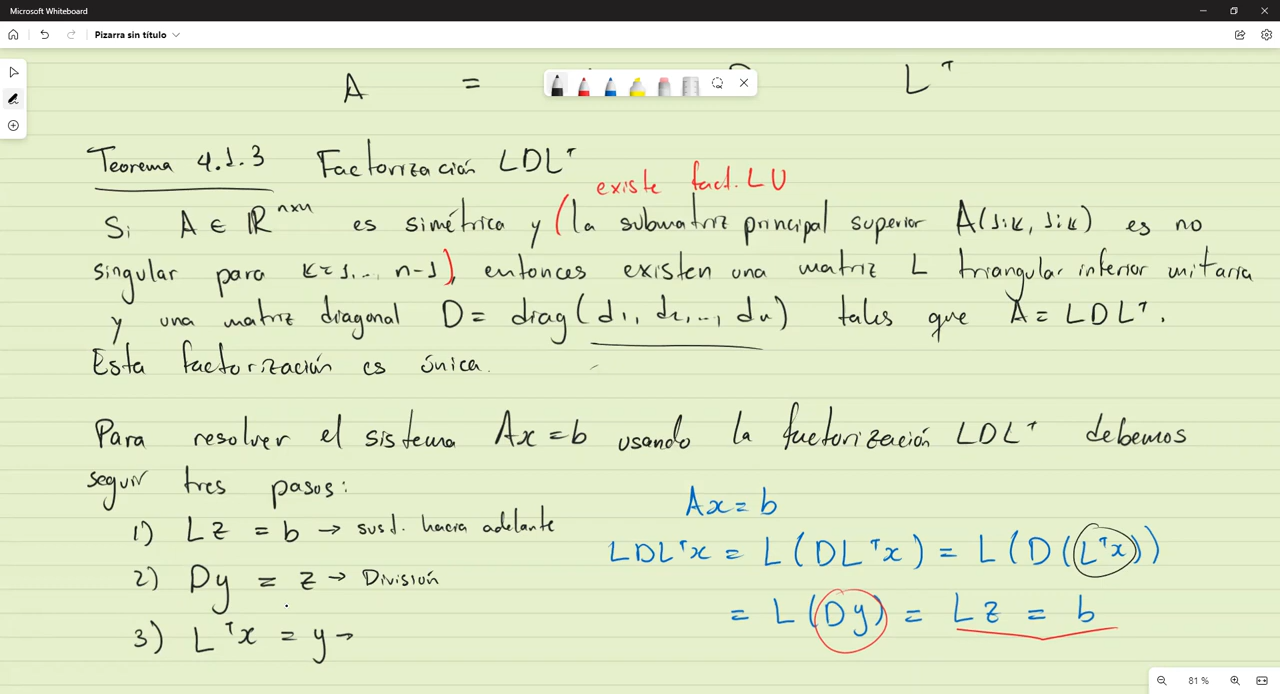 Microsoft Whiteboard
Pizarra sin título
A = L^T
Teorema 4.1.3 Factorización LDL^T
existe fact. LU
Si A ∈ ℝ^{n×n} es simétrica y (la submatriz principal superior A(1:k, 1:k) es no
singular para k=1,..., n-1), entonces existen una matriz L triangular inferior unitaria
y una matriz diagonal D = diag(d1, d2,..., dn) tales que A = LDL^T.
Esta factorización es única.
Para resolver el sistema Ax=b usando la factorización LDL^T debemos
seguir tres pasos:
Ax = b
1) Lz = b → sust. hacia adelante
LDL^Tx = L(DL^Tx) = L(D(L^Tx))
2) Dy = z → División
= L(Dy) = Lz = b
3) L^Tx = y →
81 %